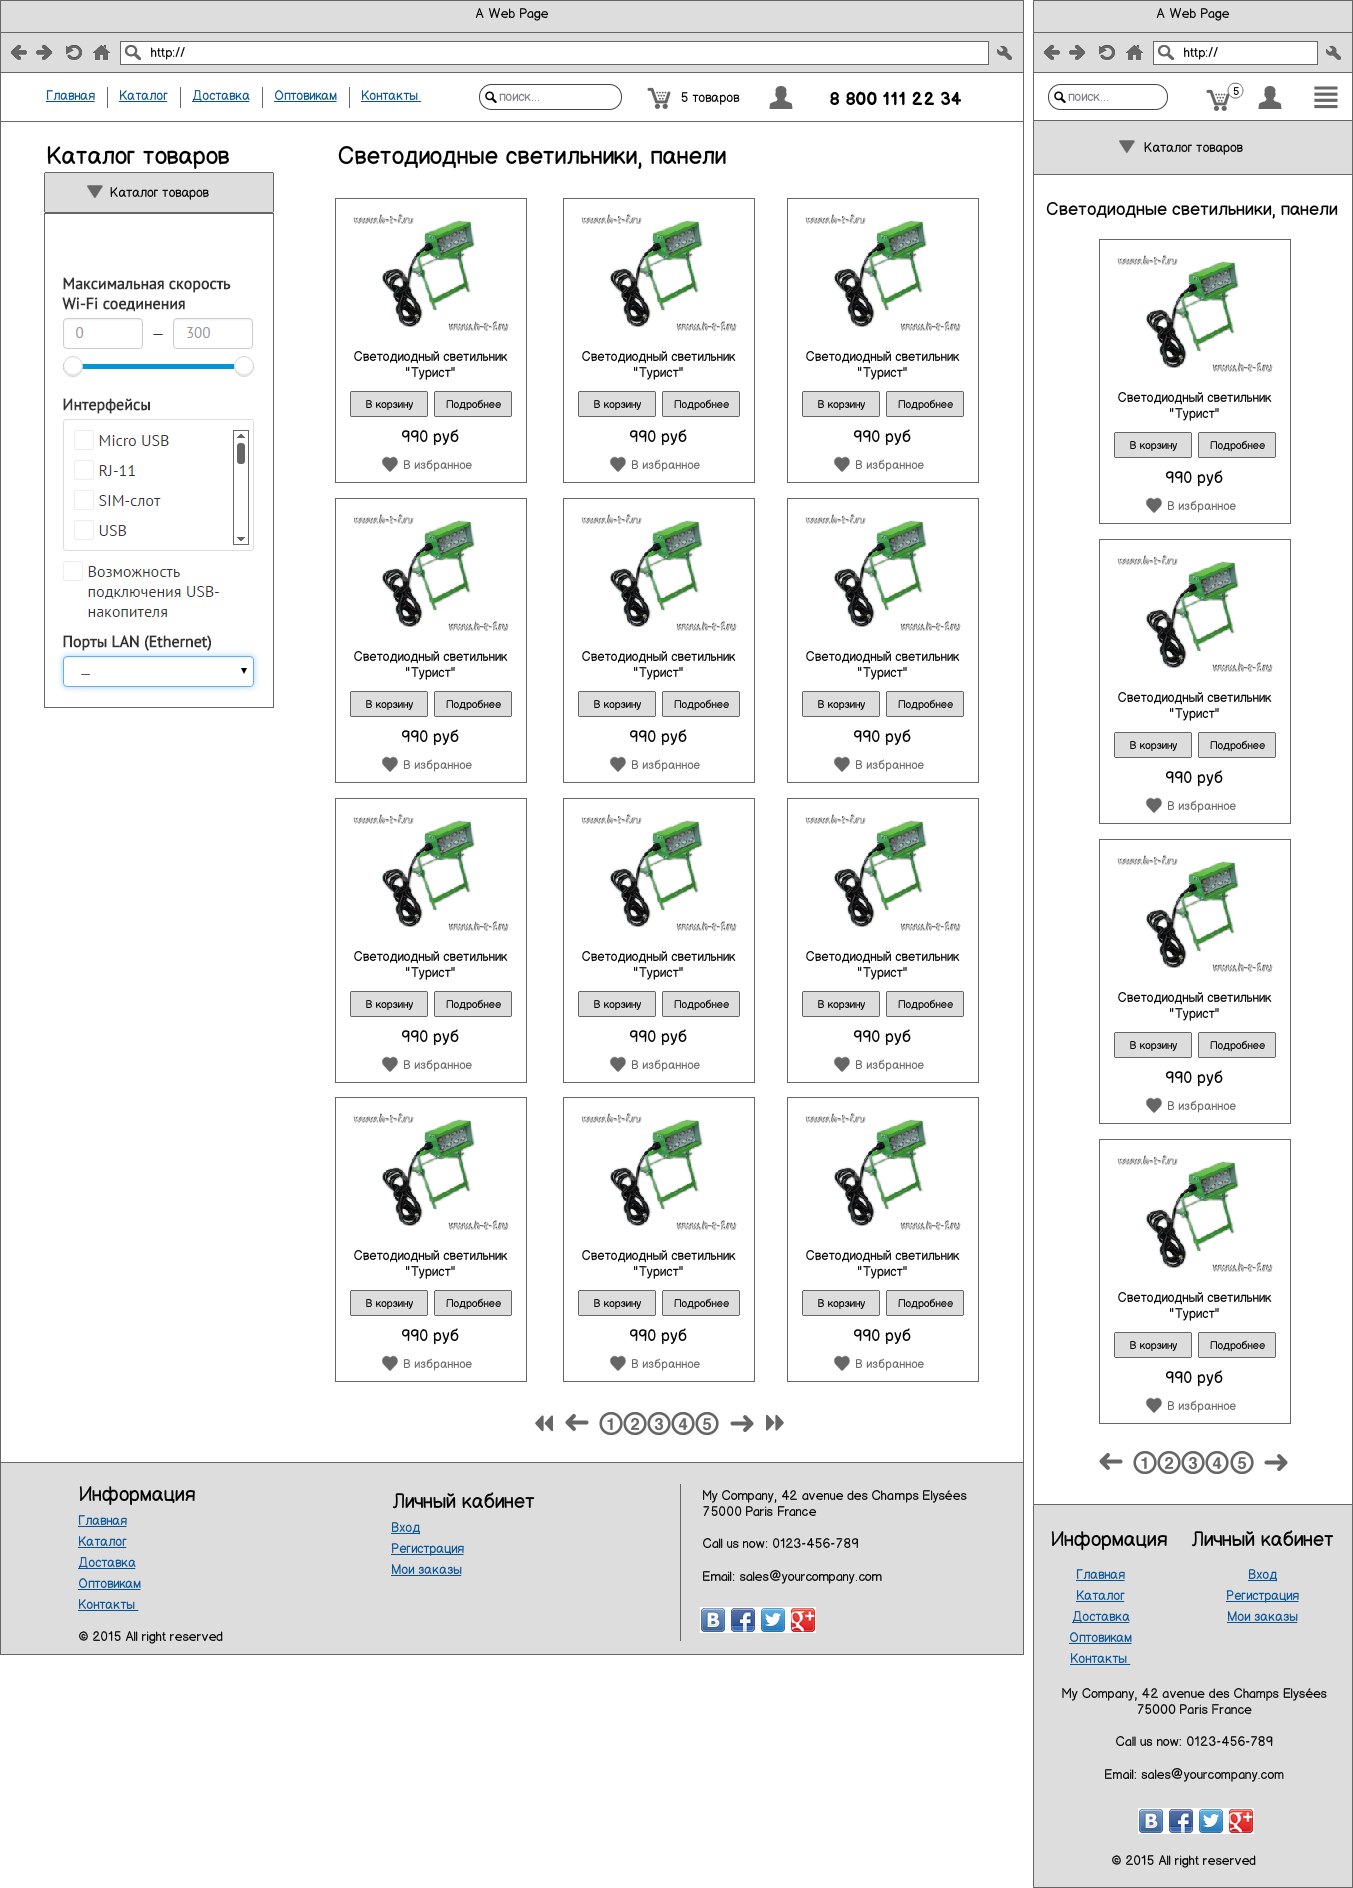 A Web Page
http://
Главная Каталог Доставка Оптовикам Контакты поиск... 5 товаров 8 800 111 22 34
Каталог товаров
Каталог товаров
Максимальная скорость
Wi-Fi соединения
0 — 300
Интерфейсы
Micro USB
RJ-11
SIM-слот
USB
Возможность
подключения USB-
накопителя
Порты LAN (Ethernet)
—
Светодиодные светильники, панели
Светодиодный светильник Светодиодный светильник Светодиодный светильник
"Турист" "Турист" "Турист"
В корзину Подробнее В корзину Подробнее В корзину Подробнее
990 руб 990 руб 990 руб
В избранное В избранное В избранное
Светодиодный светильник Светодиодный светильник Светодиодный светильник
"Турист" "Турист" "Турист"
В корзину Подробнее В корзину Подробнее В корзину Подробнее
990 руб 990 руб 990 руб
В избранное В избранное В избранное
Светодиодный светильник Светодиодный светильник Светодиодный светильник
"Турист" "Турист" "Турист"
В корзину Подробнее В корзину Подробнее В корзину Подробнее
990 руб 990 руб 990 руб
В избранное В избранное В избранное
Светодиодный светильник Светодиодный светильник Светодиодный светильник
"Турист" "Турист" "Турист"
В корзину Подробнее В корзину Подробнее В корзину Подробнее
990 руб 990 руб 990 руб
В избранное В избранное В избранное
1 2 3 4 5
Информация
Главная
Каталог
Доставка
Оптовикам
Контакты
© 2015 All right reserved
Личный кабинет
Вход
Регистрация
Мои заказы
My Company, 42 avenue des Champs Elysées
75000 Paris France
Call us now: 0123-456-789
Email: sales@yourcompany.com
A Web Page
http://
поиск... 5
Каталог товаров
Светодиодные светильники, панели
Светодиодный светильник
"Турист"
В корзину Подробнее
990 руб
В избранное
Светодиодный светильник
"Турист"
В корзину Подробнее
990 руб
В избранное
Светодиодный светильник
"Турист"
В корзину Подробнее
990 руб
В избранное
Светодиодный светильник
"Турист"
В корзину Подробнее
990 руб
В избранное
1 2 3 4 5
Информация
Главная
Каталог
Доставка
Оптовикам
Контакты
Личный кабинет
Вход
Регистрация
Мои заказы
My Company, 42 avenue des Champs Elysées
75000 Paris France
Call us now: 0123-456-789
Email: sales@yourcompany.com
© 2015 All right reserved